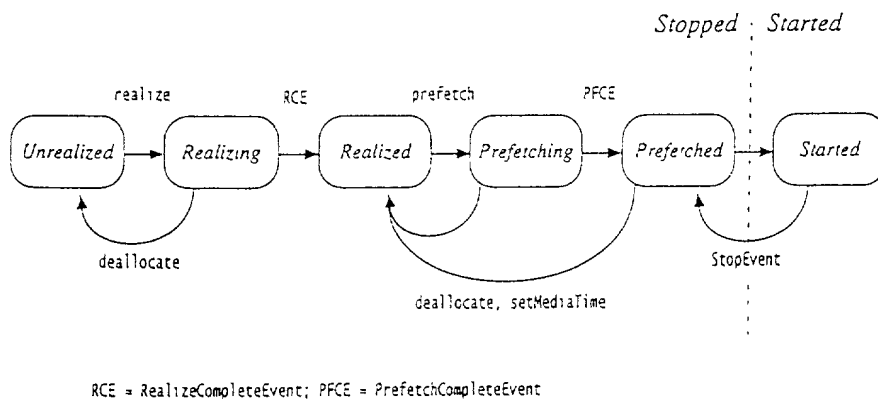 Stopped Started
realize RCE prefetch PFCE
Unrealized Realizing Realized Prefetching Prefetched Started
deallocate StopEvent
deallocate, setMediaTime
RCE = RealizeCompleteEvent; PFCE = PrefetchCompleteEvent